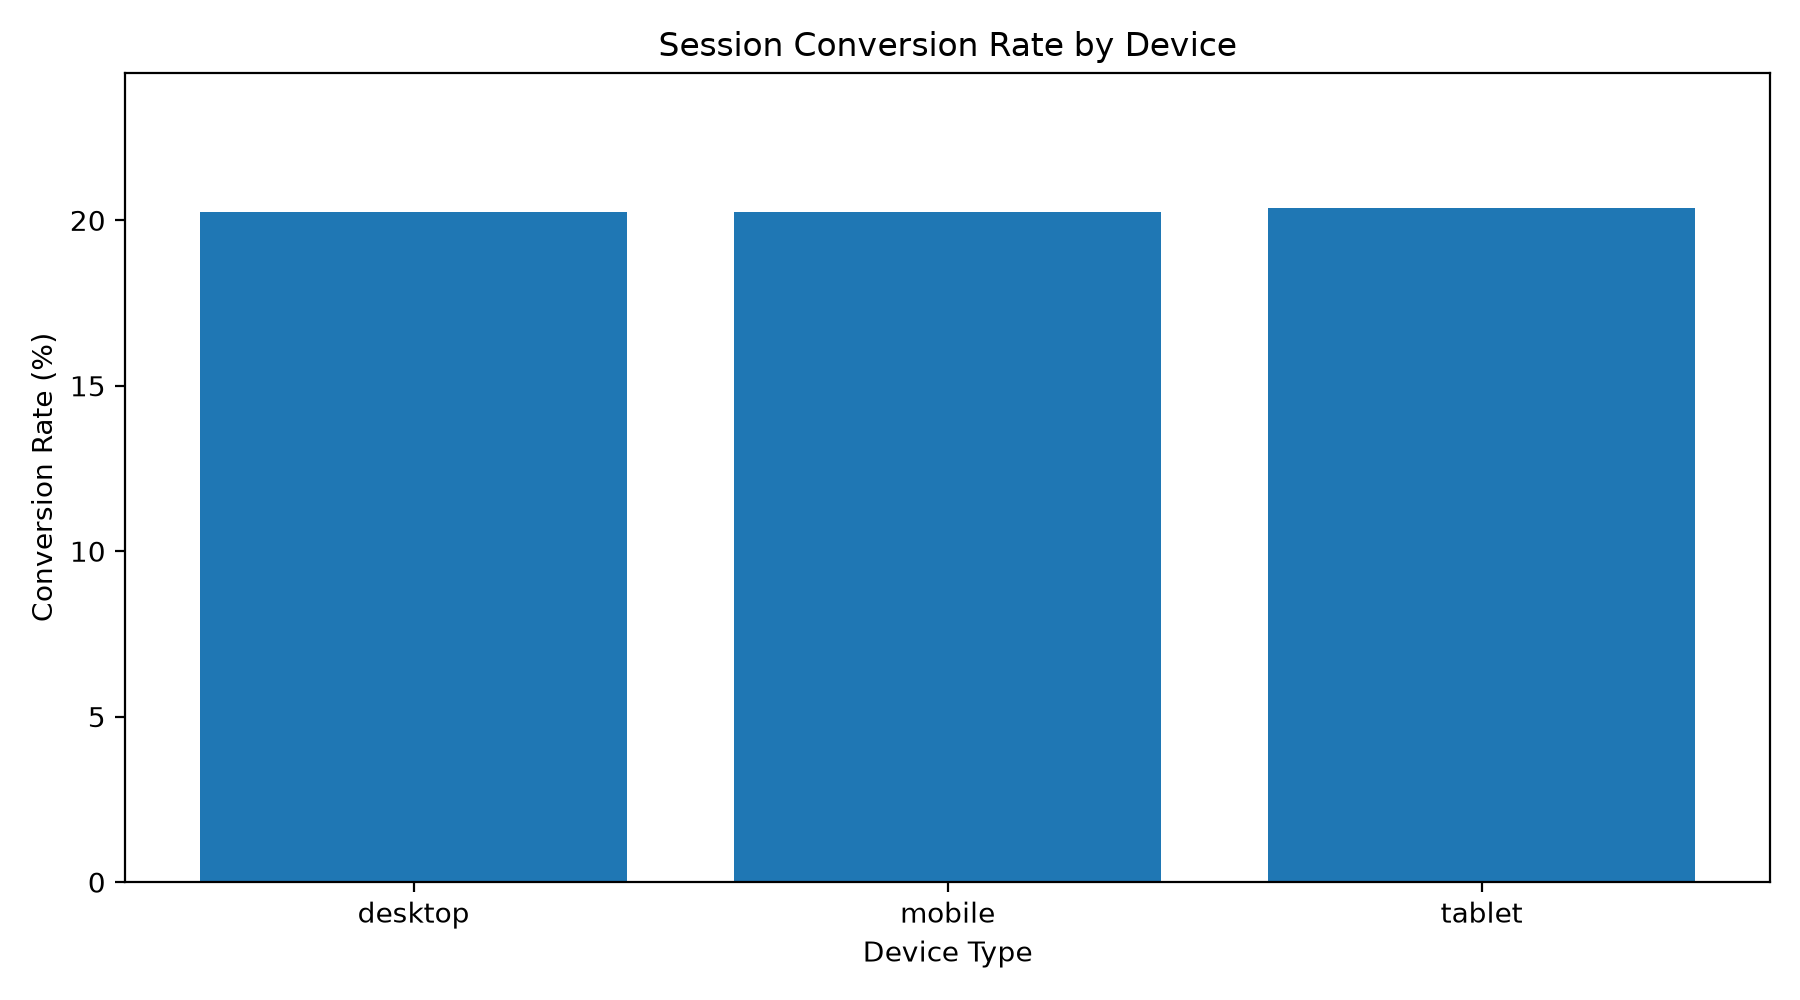 Session Conversion Rate by Device
Conversion Rate (%)
20
15
10
5
0
desktop
mobile
tablet
Device Type